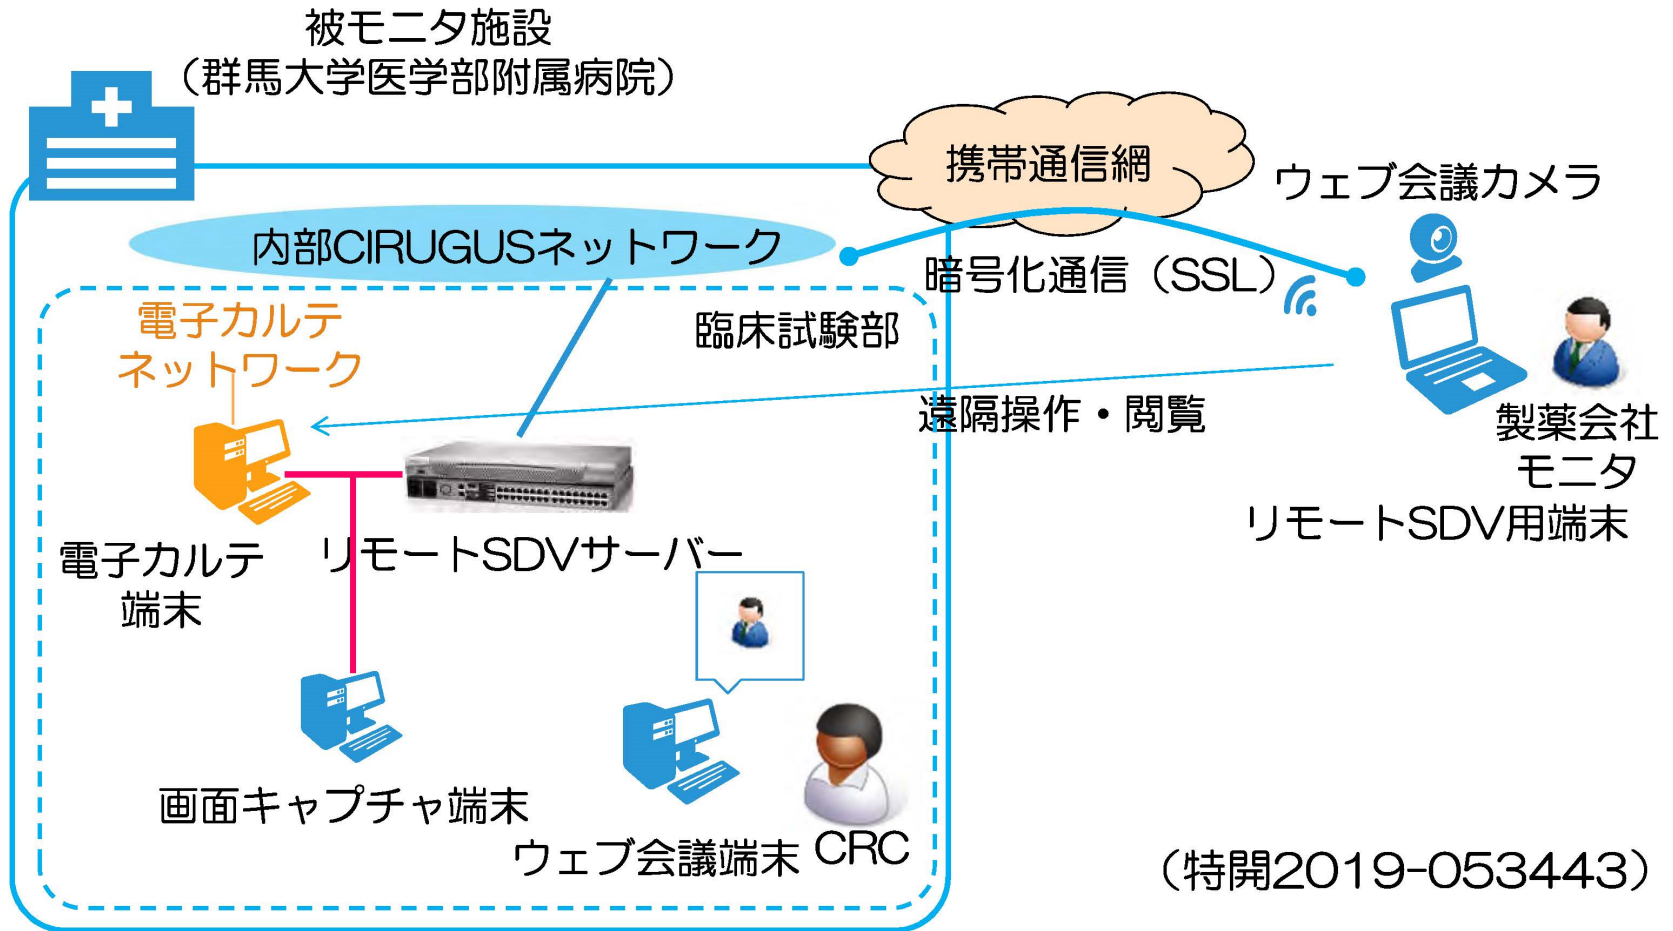 被モニタ施設
（群馬大学医学部附属病院）
携帯通信網
ウェブ会議カメラ
内部CIRUGUSネットワーク
暗号化通信（SSL）
電子カルテ
ネットワーク
臨床試験部
遠隔操作・閲覧
製薬会社
モニタ
リモートSDV用端末
電子カルテ
端末
リモートSDVサーバー
画面キャプチャ端末
ウェブ会議端末
CRC
（特開2019-053443）